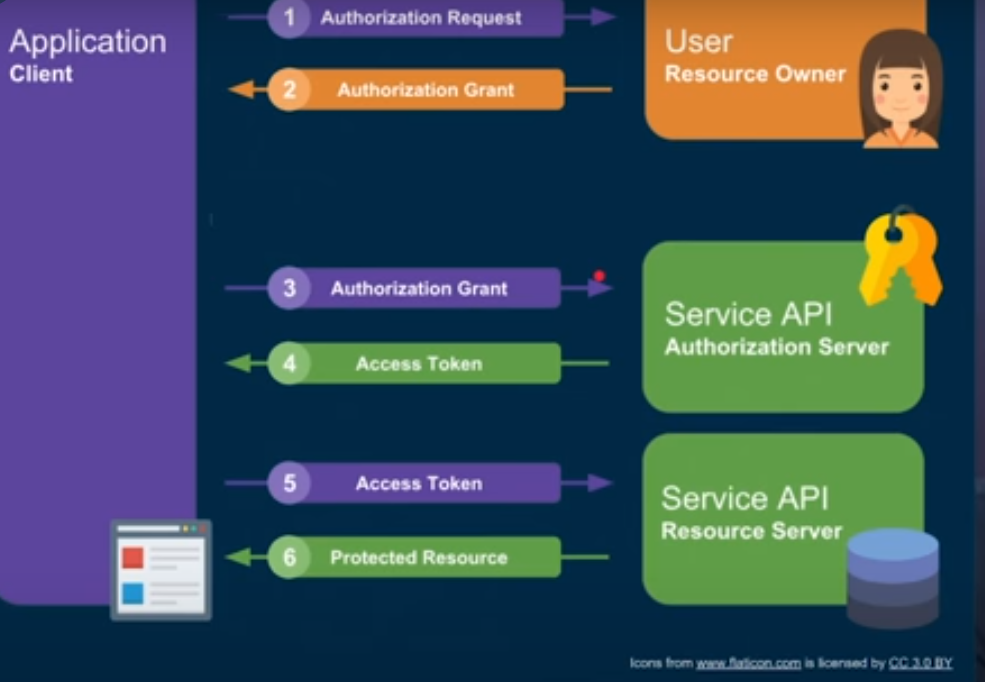 Application
Client
1 Authorization Request
User
Resource Owner
2 Authorization Grant
3 Authorization Grant
Service API
Authorization Server
4 Access Token
5 Access Token
Service API
Resource Server
6 Protected Resource
Icons from www.flaticon.com is licensed by CC 3.0 BY